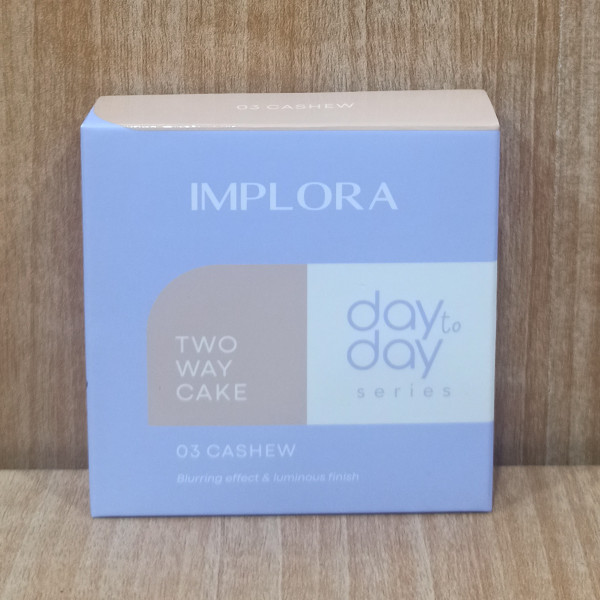 03 CASHEW
IMPLORA
TWO
WAY
CAKE
day to
day
series
03 CASHEW
Blurring effect & luminous finish